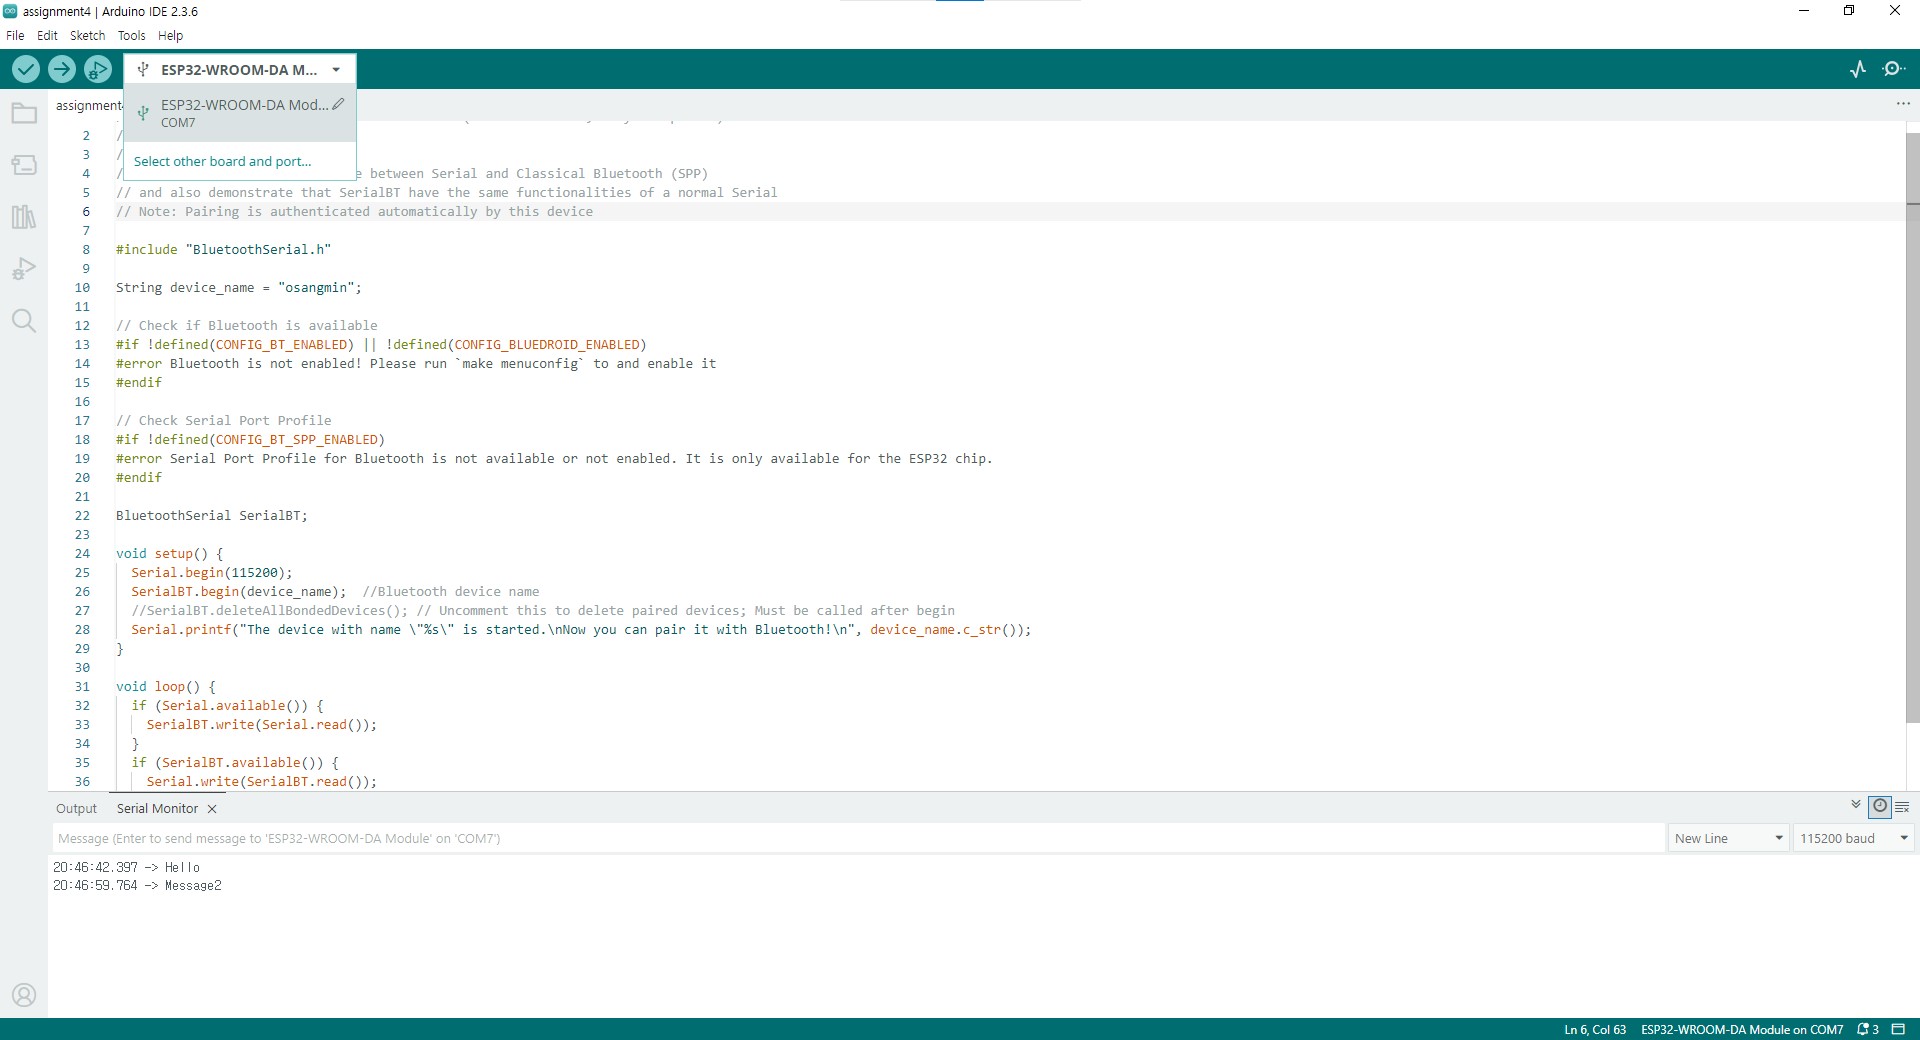 assignment4 | Arduino IDE 2.3.6
File Edit Sketch Tools Help
ESP32-WROOM-DA M...
assignment
ESP32-WROOM-DA Mod...
COM7
Select other board and port...
2 /
3 /
4 / e between Serial and Classical Bluetooth (SPP)
5 // and also demonstrate that SerialBT have the same functionalities of a normal Serial
6 // Note: Pairing is authenticated automatically by this device
7
8 #include "BluetoothSerial.h"
9
10 String device_name = "osangmin";
11
12 // Check if Bluetooth is available
13 #if !defined(CONFIG_BT_ENABLED) || !defined(CONFIG_BLUEDROID_ENABLED)
14 #error Bluetooth is not enabled! Please run `make menuconfig` to and enable it
15 #endif
16
17 // Check Serial Port Profile
18 #if !defined(CONFIG_BT_SPP_ENABLED)
19 #error Serial Port Profile for Bluetooth is not available or not enabled. It is only available for the ESP32 chip.
20 #endif
21
22 BluetoothSerial SerialBT;
23
24 void setup() {
25 Serial.begin(115200);
26 SerialBT.begin(device_name);  //Bluetooth device name
27 //SerialBT.deleteAllBondedDevices(); // Uncomment this to delete paired devices; Must be called after begin
28 Serial.printf("The device with name \"%s\" is started.\nNow you can pair it with Bluetooth!\n", device_name.c_str());
29 }
30
31 void loop() {
32 if (Serial.available()) {
33 SerialBT.write(Serial.read());
34 }
35 if (SerialBT.available()) {
36 Serial.write(SerialBT.read());
Output Serial Monitor
Message (Enter to send message to 'ESP32-WROOM-DA Module' on 'COM7')
New Line
115200 baud
20:46:42.397 -> Hello
20:46:59.764 -> Message2
Ln 6, Col 63 ESP32-WROOM-DA Module on COM7 3